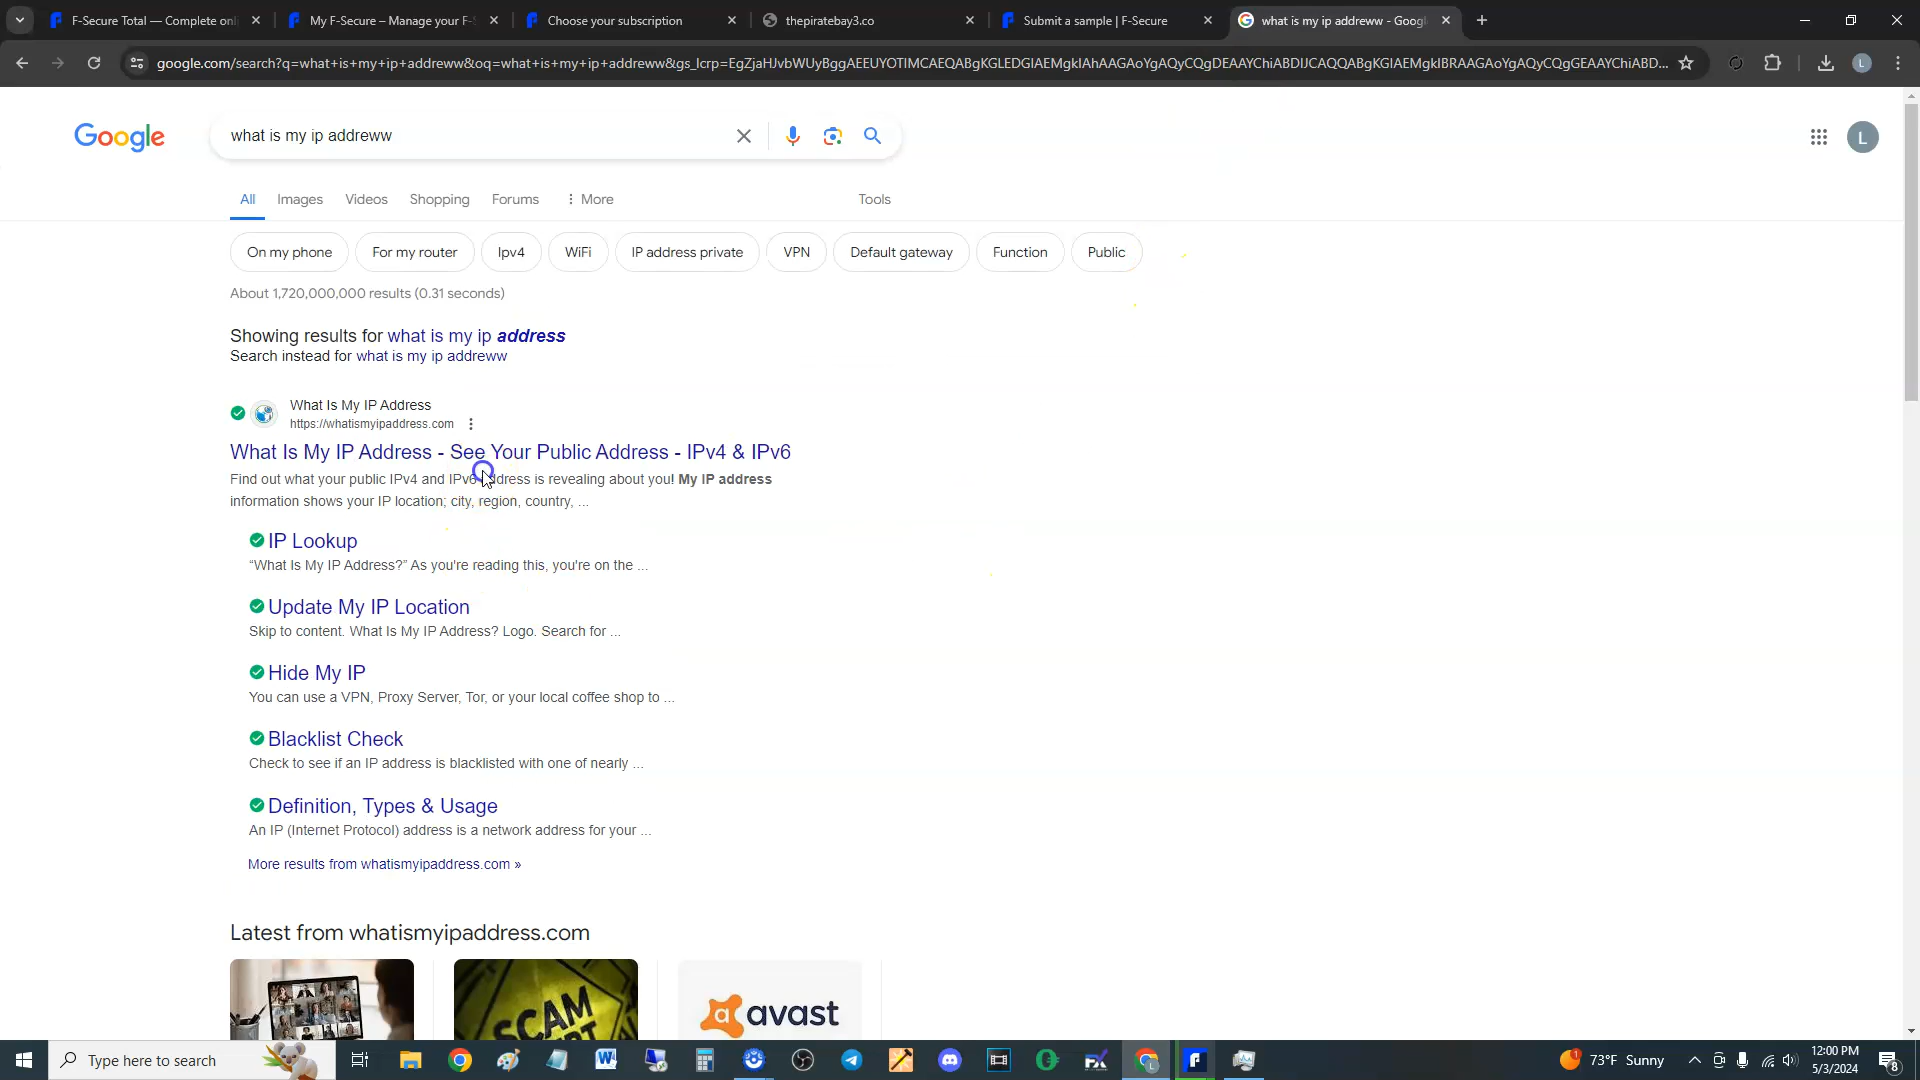 F-Secure Total — Complete onl
My F-Secure – Manage your F-S
Choose your subscription
thepiratebay3.co
Submit a sample | F-Secure
what is my ip addreww - Googl
google.com/search?q=what+is+my+ip+addreww&oq=what+is+my+ip+addreww&gs_lcrp=EgZjaHJvbWUyBggAEEUYOTIMCAEQABgKGLEDGIAEMgkIAhAAGAoYgAQyCQgDEAAYChiABDIJCAQQABgKGIAEMgkIBRAAGAoYgAQyCQgGEAAYChiABD...
L
Google
what is my ip addreww
L
All
Images
Videos
Shopping
Forums
More
Tools
On my phone
For my router
Ipv4
WiFi
IP address private
VPN
Default gateway
Function
Public
About 1,720,000,000 results (0.31 seconds)
Showing results for what is my ip address
Search instead for what is my ip addreww
What Is My IP Address
https://whatismyipaddress.com
What Is My IP Address - See Your Public Address - IPv4 & IPv6
Find out what your public IPv4 and IPv6 address is revealing about you! My IP address
information shows your IP location; city, region, country, ...
IP Lookup
“What Is My IP Address?” As you're reading this, you're on the ...
Update My IP Location
Skip to content. What Is My IP Address? Logo. Search for ...
Hide My IP
You can use a VPN, Proxy Server, Tor, or your local coffee shop to ...
Blacklist Check
Check to see if an IP address is blacklisted with one of nearly ...
Definition, Types & Usage
An IP (Internet Protocol) address is a network address for your ...
More results from whatismyipaddress.com »
Latest from whatismyipaddress.com
SCAM
avast
Type here to search
1
73°F Sunny
12:00 PM
5/3/2024
8